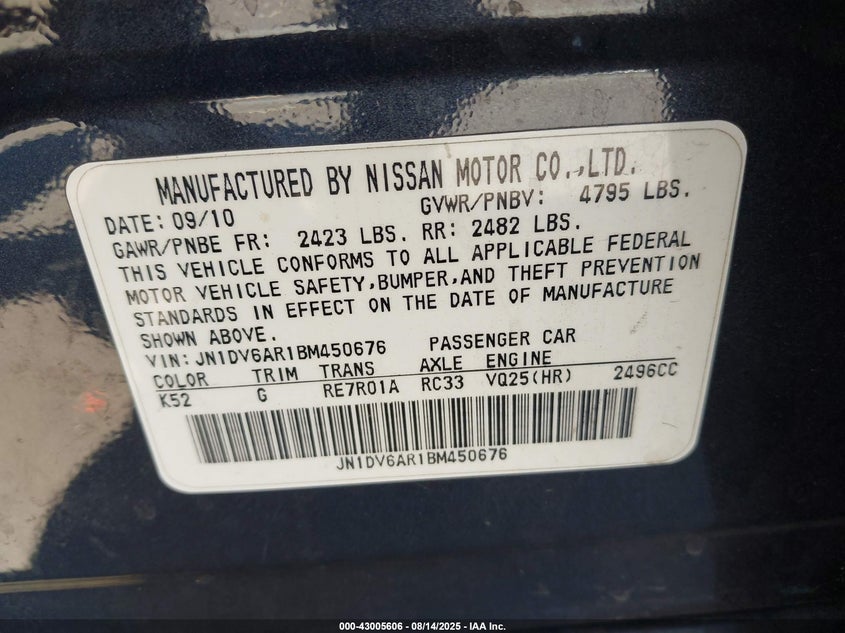 MANUFACTURED BY NISSAN MOTOR CO.,LTD.
DATE: 09/10 GVWR/PNBV: 4795 LBS.
GAWR/PNBE FR: 2423 LBS. RR: 2482 LBS.
THIS VEHICLE CONFORMS TO ALL APPLICABLE FEDERAL
MOTOR VEHICLE SAFETY,BUMPER,AND THEFT PREVENTION
STANDARDS IN EFFECT ON THE DATE OF MANUFACTURE
SHOWN ABOVE.
VIN: JN1DV6AR1BM450676 PASSENGER CAR
COLOR TRIM TRANS AXLE ENGINE
K52 G RE7R01A RC33 VQ25(HR) 2496CC
JN1DV6AR1BM450676
000-43005606 - 08/14/2025 - IAA Inc.